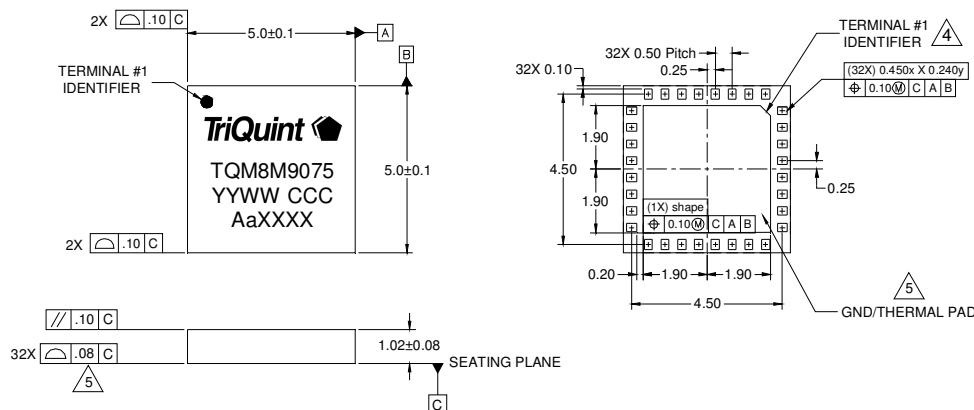 2X ⌓ .10 C
5.0±0.1
A
B
TERMINAL #1
IDENTIFIER
TriQuint
TQM8M9075
YYWW CCC
AaXXXX
5.0±0.1
2X ⌓ .10 C
// .10 C
32X ⌓ .08 C
5
1.02±0.08
SEATING PLANE
C
TERMINAL #1
IDENTIFIER
4
32X 0.50 Pitch
0.25
32X 0.10
(32X) 0.450x X 0.240y
⌖ 0.10 Ⓜ C A B
1.90
4.50
1.90
0.25
(1X) shape
⌖ 0.10 Ⓜ C A B
0.20
1.90
1.90
4.50
5
GND/THERMAL PAD